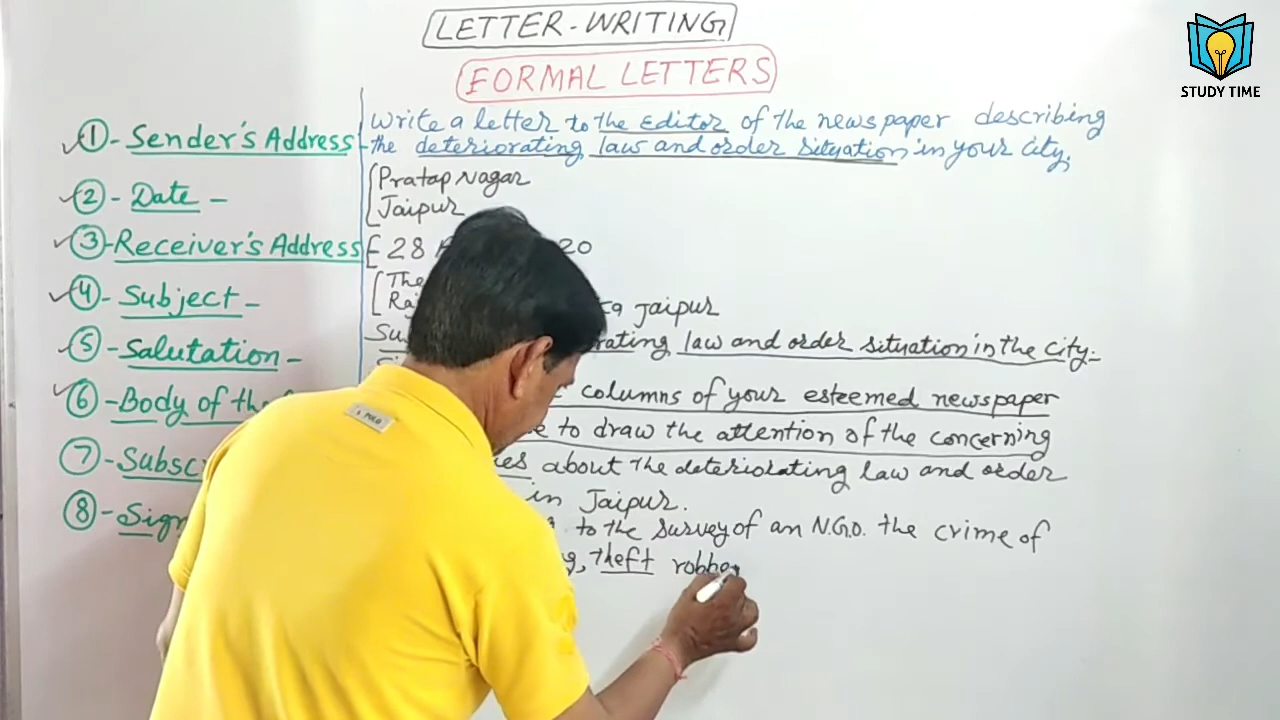 LETTER-WRITING
FORMAL LETTERS
STUDY TIME
① - Sender's Address
② - Date -
③ - Receiver's Address
④ - Subject -
⑤ - Salutation -
⑥ - Body of the
⑦ -
⑧ -
Write a letter to the Editor of the newspaper describing
the deteriorating law and order situation in your city.
Pratap Nagar
Jaipur
28 20
The
Jaipur
law and order situation in the city:-
columns of your esteemed newspaper
to draw the attention of the concerning
about the deteriorating law and order
in Jaipur.
to the survey of an N.G.O. the crime of
theft